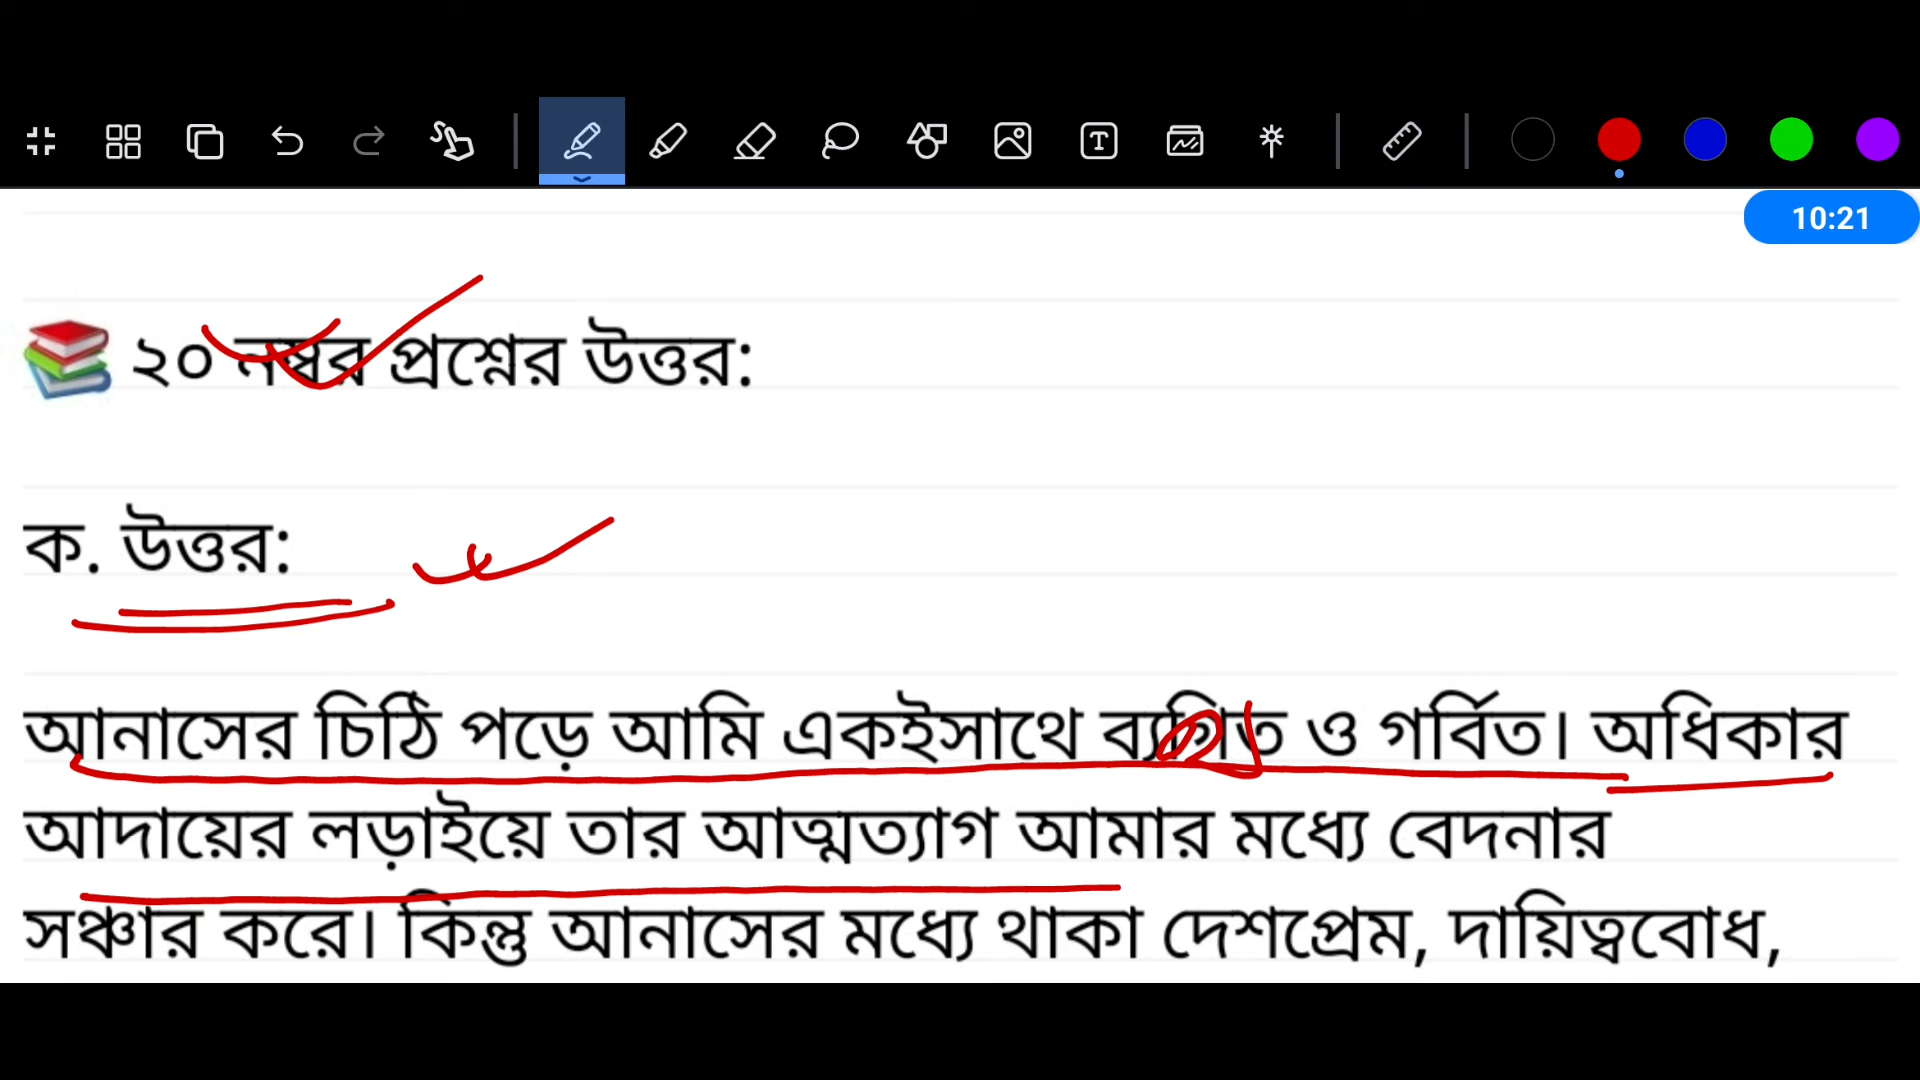 10:21
২০ নম্বর প্রশ্নের উত্তর:
ক. উত্তর:
আনাসের চিঠি পড়ে আমি একইসাথে ও গর্বিত। অধিকার
আদায়ের লড়াইয়ে তার আত্মত্যাগ আমার মধ্যে বেদনার
সঞ্চার করে। কিন্তু আনাসের মধ্যে থাকা দেশপ্রেম, দায়িত্ববোধ,